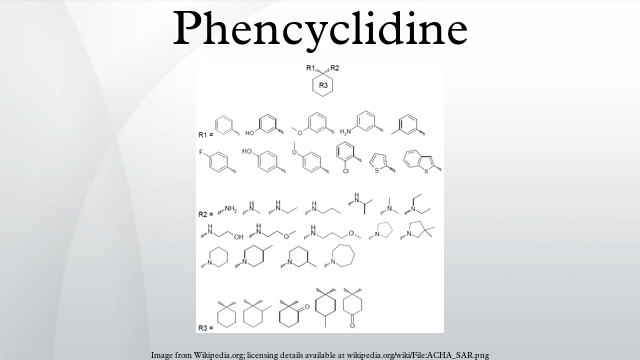 Phencyclidine
R1 R2
R3
R1 = HO O H₂N
F HO O Cl S S
R2 = NH₂ H N H N H N H N N N
H N OH H N O H N O N N
N N N N
R3 = O O
Image from Wikipedia.org; licensing details available at wikipedia.org/wiki/File:ACHA_SAR.png